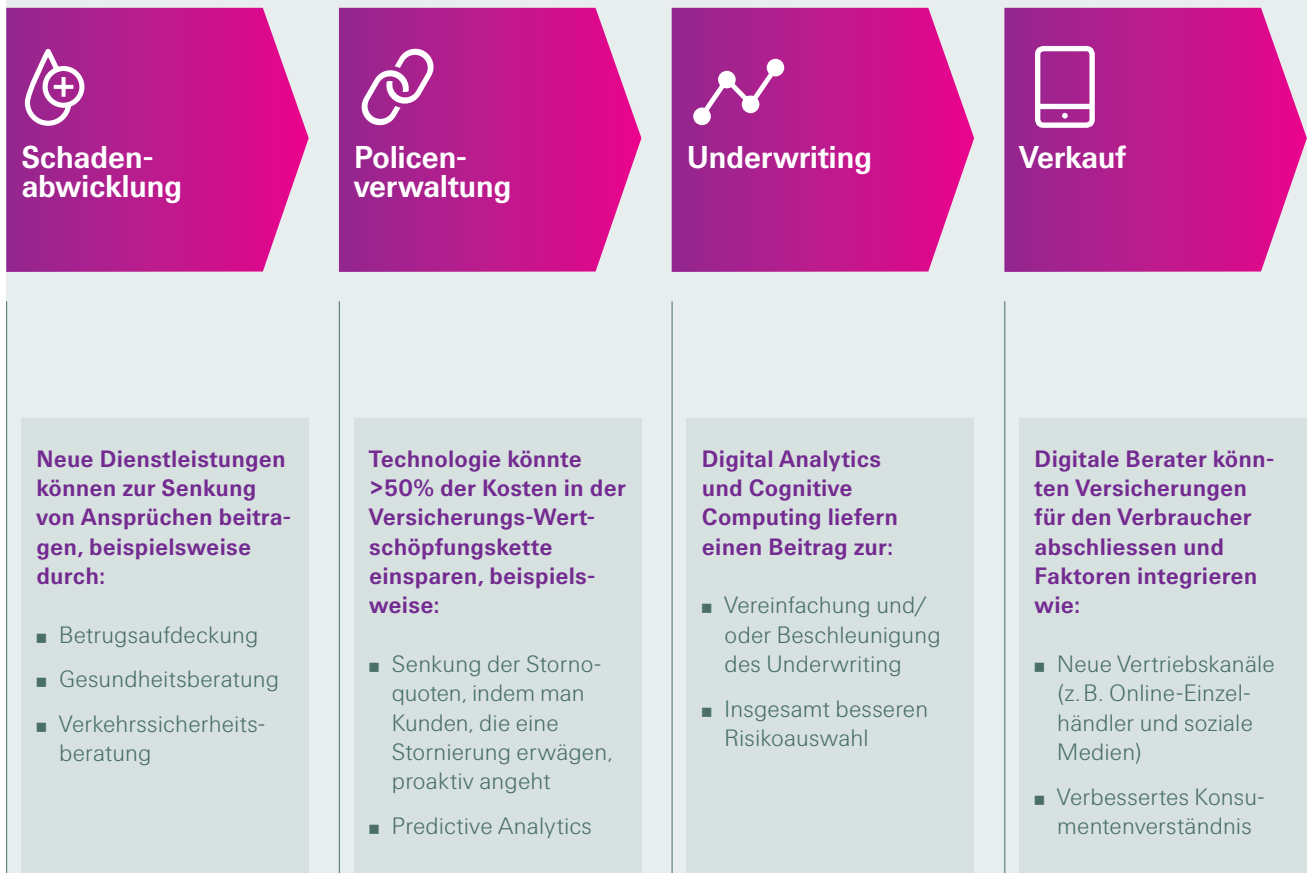 Schaden-
abwicklung
Neue Dienstleistungen
können zur Senkung
von Ansprüchen beitra-
gen, beispielsweise
durch:
■ Betrugsaufdeckung
■ Gesundheitsberatung
■ Verkehrssicherheits-
beratung
Policen-
verwaltung
Technologie könnte
>50% der Kosten in der
Versicherungs-Wert-
schöpfungskette
einsparen, beispiels-
weise:
■ Senkung der Storno-
quoten, indem man
Kunden, die eine
Stornierung erwägen,
proaktiv angeht
■ Predictive Analytics
Underwriting
Digital Analytics
und Cognitive
Computing liefern
einen Beitrag zur:
■ Vereinfachung und/
oder Beschleunigung
des Underwriting
■ Insgesamt besseren
Risikoauswahl
Verkauf
Digitale Berater könn-
ten Versicherungen
für den Verbraucher
abschliessen und
Faktoren integrieren
wie:
■ Neue Vertriebskanäle
(z. B. Online-Einzel-
händler und soziale
Medien)
■ Verbessertes Konsu-
mentenverständnis